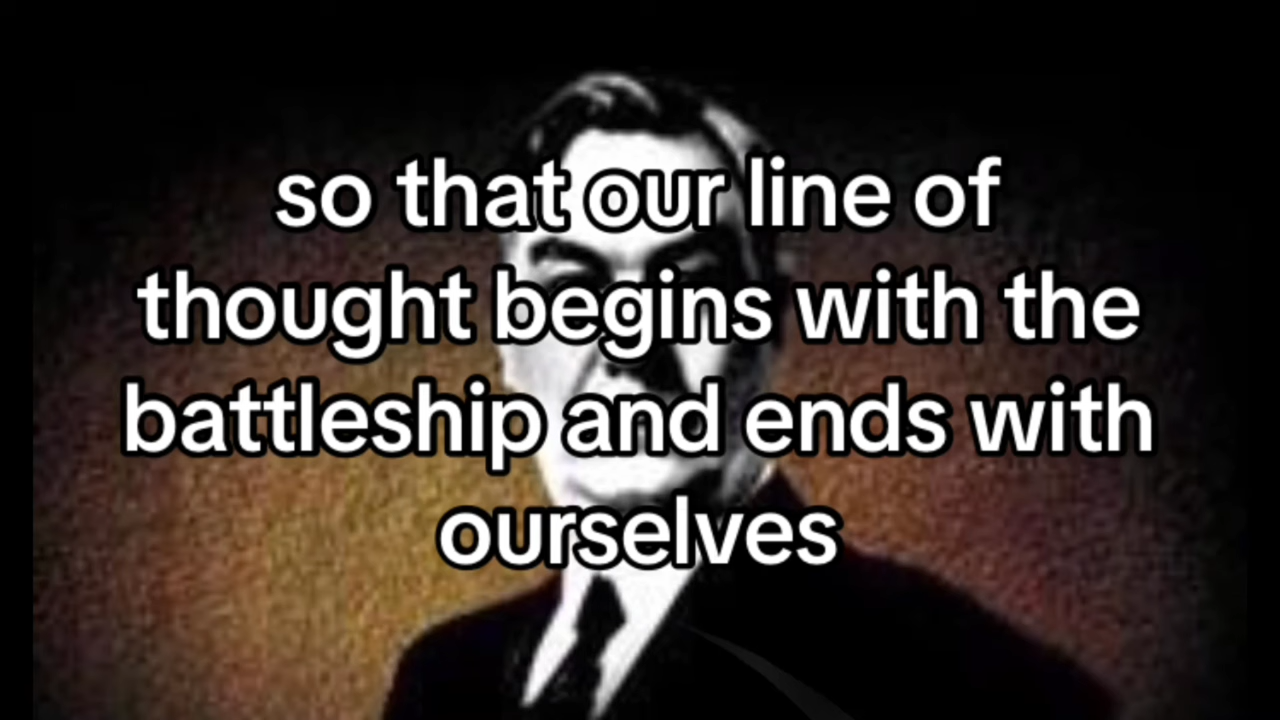 so that our line of
thought begins with the
battleship and ends with
ourselves